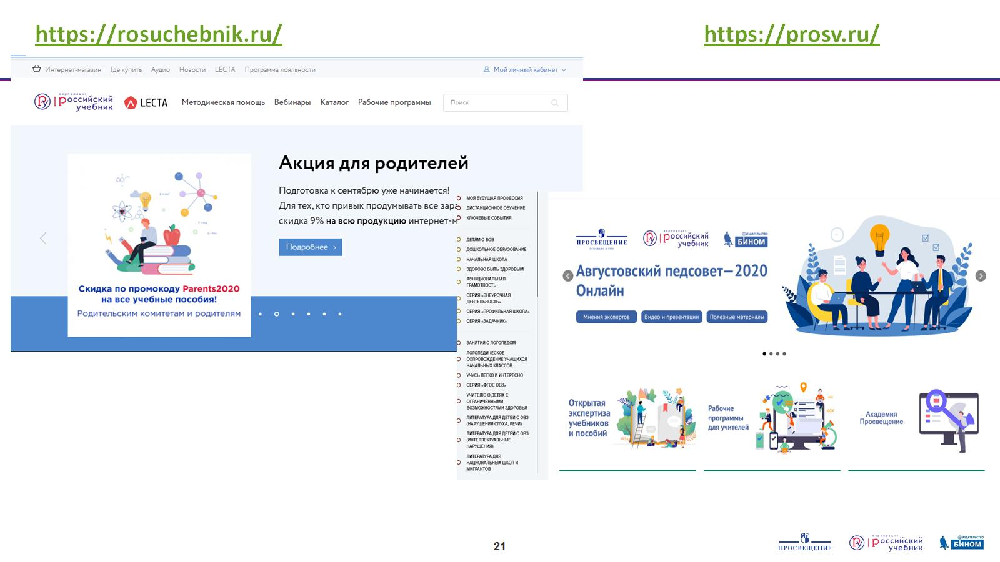 https://rosuchebnik.ru/
https://prosv.ru/
Интернет-магазин Где купить Аудио Новости LECTA Программа лояльности Мой личный кабинет
корпорация
российский
учебник
LECTA
Методическая помощь Вебинары Каталог Рабочие программы
Поиск
Акция для родителей
Подготовка к сентябрю уже начинается!
Для тех, кто привык продумывать все зара
скидка 9% на всю продукцию интернет-м
Подробнее
Скидка по промокоду Parents2020
на все учебные пособия!
Родительским комитетам и родителям
МОЯ БУДУЩАЯ ПРОФЕССИЯ
ДИСТАНЦИОННОЕ ОБУЧЕНИЕ
КЛЮЧЕВЫЕ СОБЫТИЯ
ДЕТЯМ О ВОВ
ДОШКОЛЬНОЕ ОБРАЗОВАНИЕ
НАЧАЛЬНАЯ ШКОЛА
ЗДОРОВО БЫТЬ ЗДОРОВЫМ
ФУНКЦИОНАЛЬНАЯ
ГРАМОТНОСТЬ
СЕРИЯ «ВНЕУРОЧНАЯ
ДЕЯТЕЛЬНОСТЬ»
СЕРИЯ «ПРОФИЛЬНАЯ ШКОЛА»
СЕРИЯ «ЗАДАЧНИК»
ЗАНЯТИЯ С ЛОГОПЕДОМ
ЛОГОПЕДИЧЕСКОЕ
СОПРОВОЖДЕНИЕ УЧАЩИХСЯ
НАЧАЛЬНЫХ КЛАССОВ
УЧУСЬ ЛЕГКО И ИНТЕРЕСНО
СЕРИЯ «ФГОС ОВЗ»
УЧИТЕЛЮ О ДЕТЯХ С
ОГРАНИЧЕННЫМИ
ВОЗМОЖНОСТЯМИ ЗДОРОВЬЯ
ЛИТЕРАТУРА ДЛЯ ДЕТЕЙ С ОВЗ
(НАРУШЕНИЯ СЛУХА, РЕЧИ)
ЛИТЕРАТУРА ДЛЯ ДЕТЕЙ С ОВЗ
(ИНТЕЛЛЕКТУАЛЬНЫЕ
НАРУШЕНИЯ)
ЛИТЕРАТУРА ДЛЯ
НАЦИОНАЛЬНЫХ ШКОЛ И
МИГРАНТОВ
ПРОСВЕЩЕНИЕ
ОСНОВАНО В 1930
корпорация
российский
учебник
ИЗДАТЕЛЬСТВО
БИНОМ
Августовский педсовет—2020
Онлайн
Мнения экспертов Видео и презентации Полезные материалы
Открытая
экспертиза
учебников
и пособий
Рабочие
программы
для учителей
Академия
Просвещение
21
ПРОСВЕЩЕНИЕ
корпорация
российский
учебник
ИЗДАТЕЛЬСТВО
БИНОМ